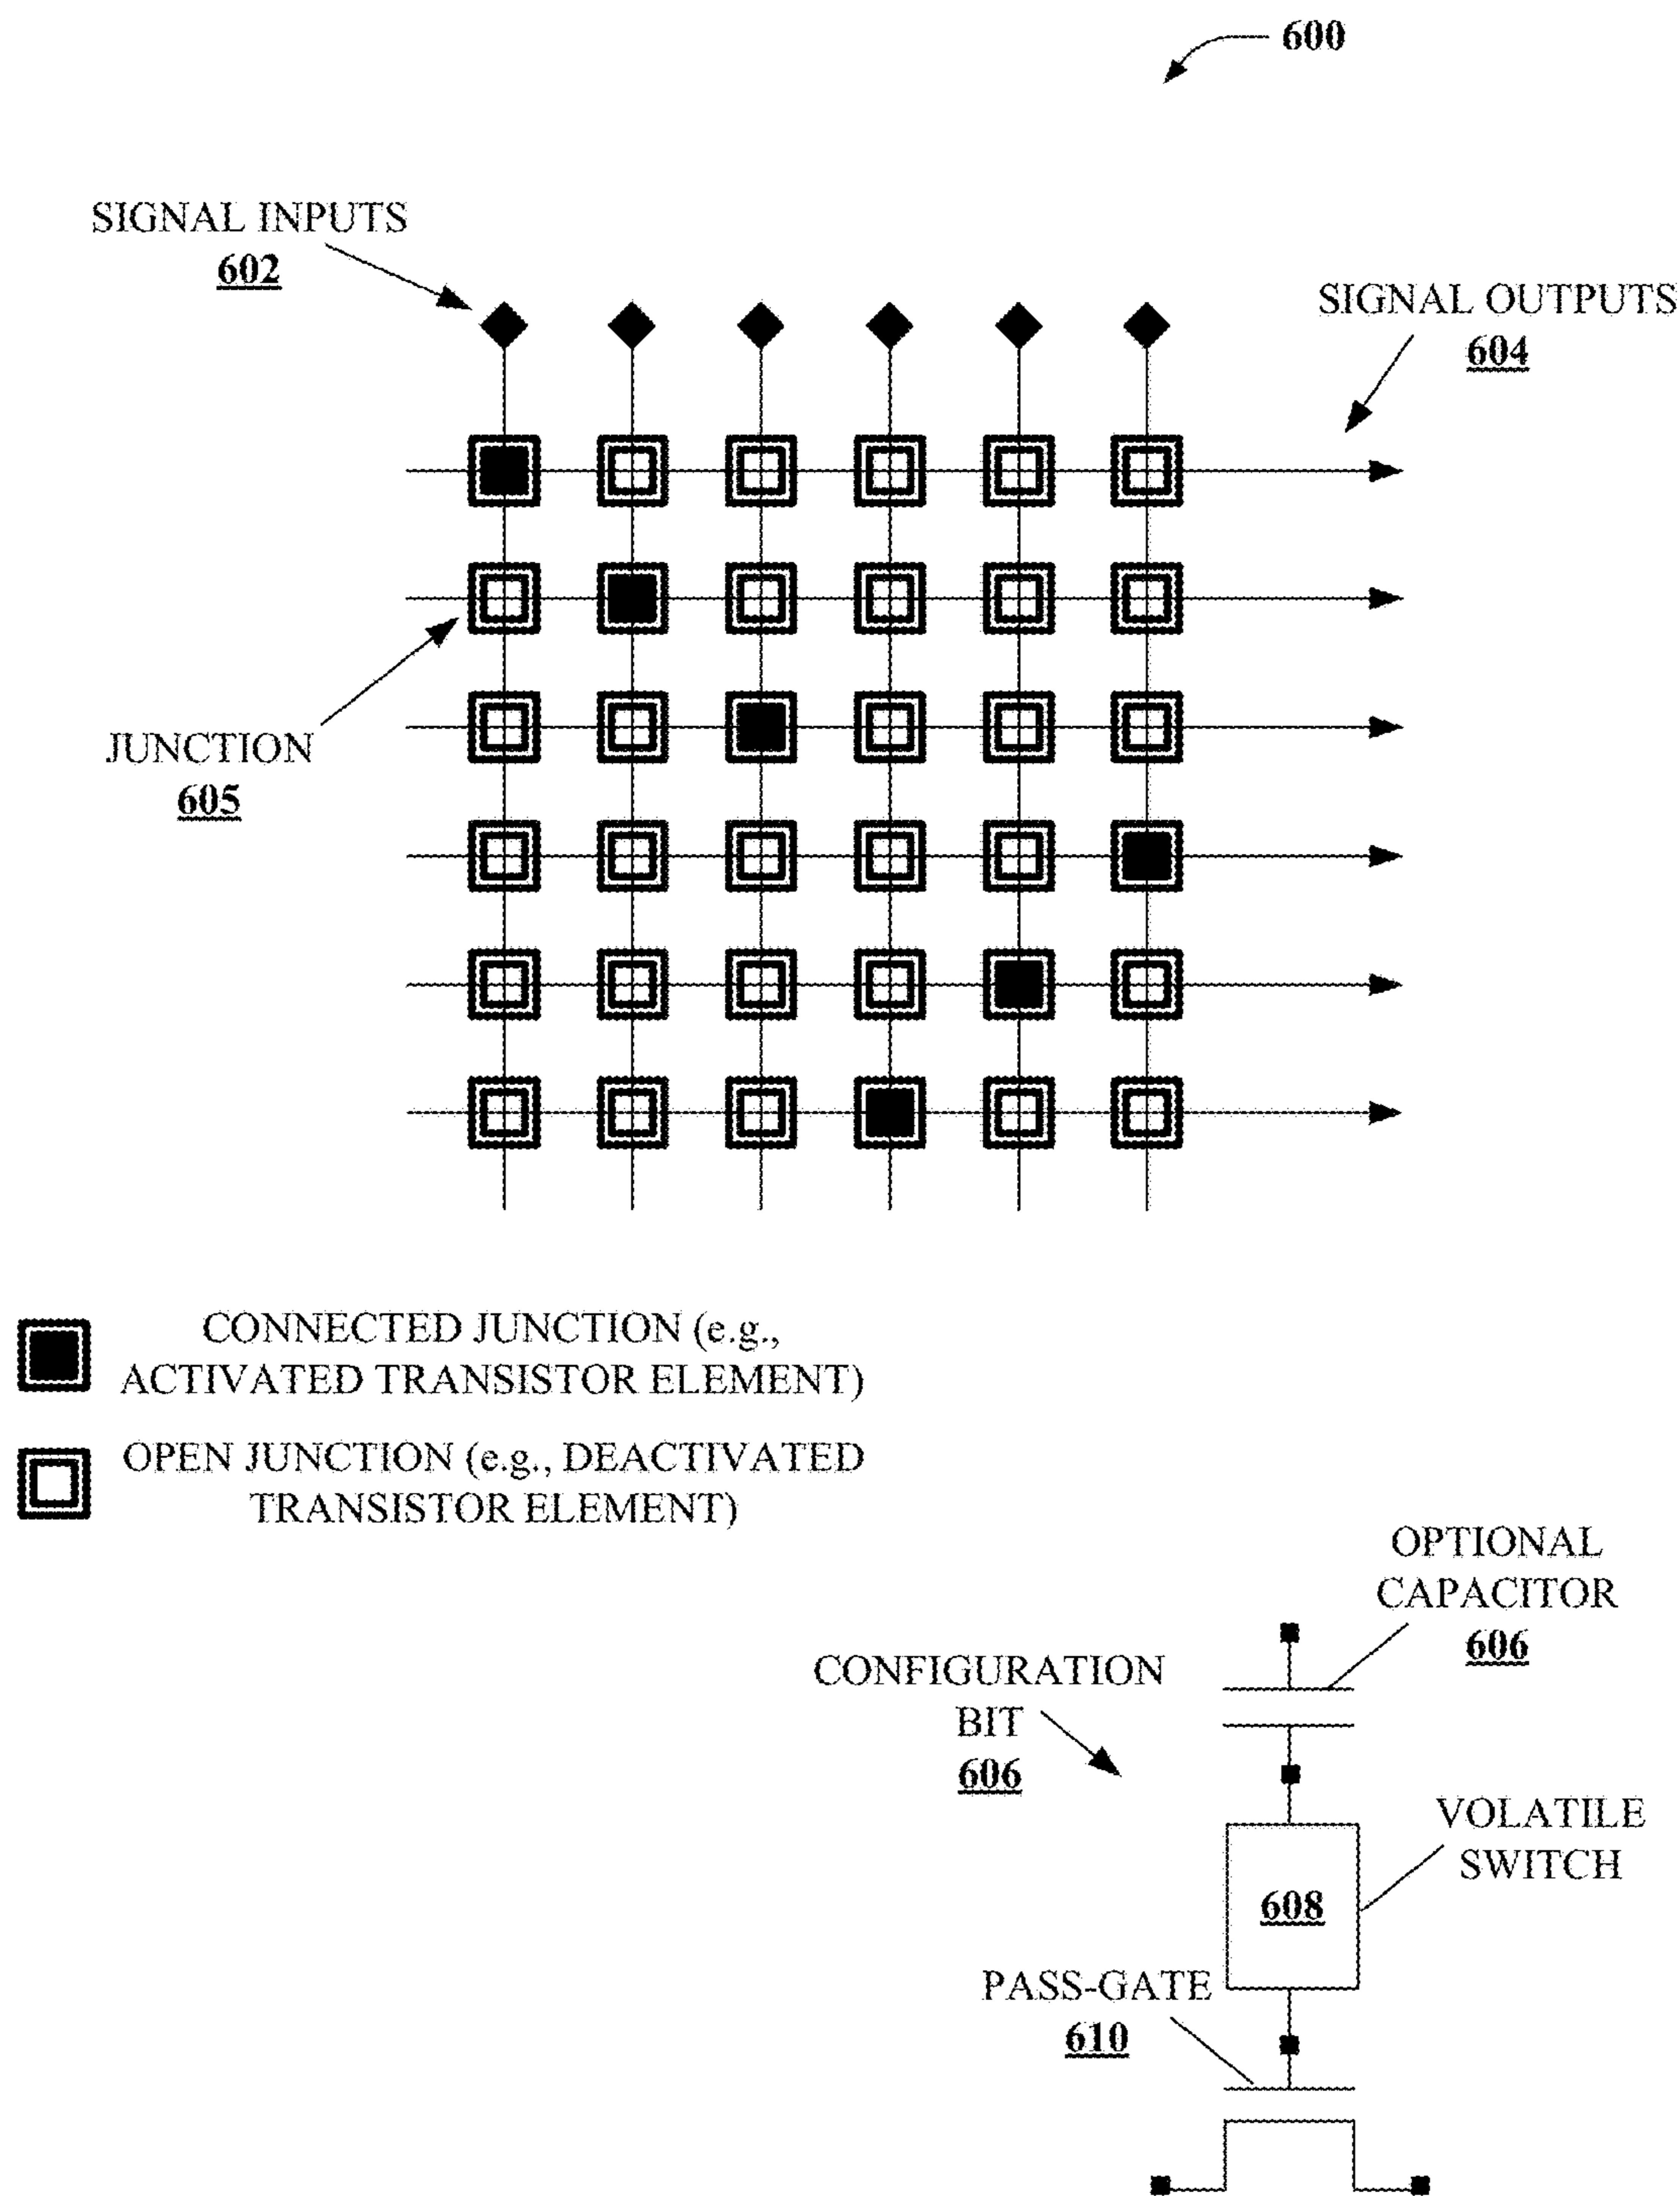 600
SIGNAL INPUTS
602
SIGNAL OUTPUTS
604
JUNCTION
605
CONNECTED JUNCTION (e.g.,
ACTIVATED TRANSISTOR ELEMENT)
OPEN JUNCTION (e.g., DEACTIVATED
TRANSISTOR ELEMENT)
OPTIONAL
CAPACITOR
606
CONFIGURATION
BIT
606
VOLATILE
SWITCH
608
PASS-GATE
610